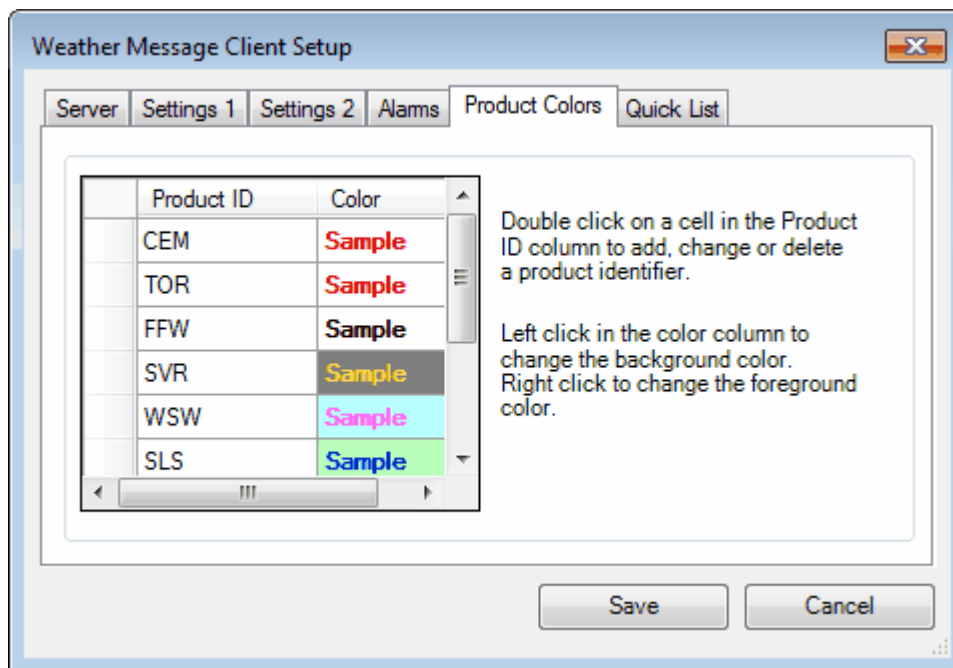 Weather Message Client Setup
Server Settings 1 Settings 2 Alarms Product Colors Quick List
Product ID Color
CEM Sample
TOR Sample
FFW Sample
SVR Sample
WSW Sample
SLS Sample
Double click on a cell in the Product
ID column to add, change or delete
a product identifier.
Left click in the color column to
change the background color.
Right click to change the foreground
color.
Save Cancel